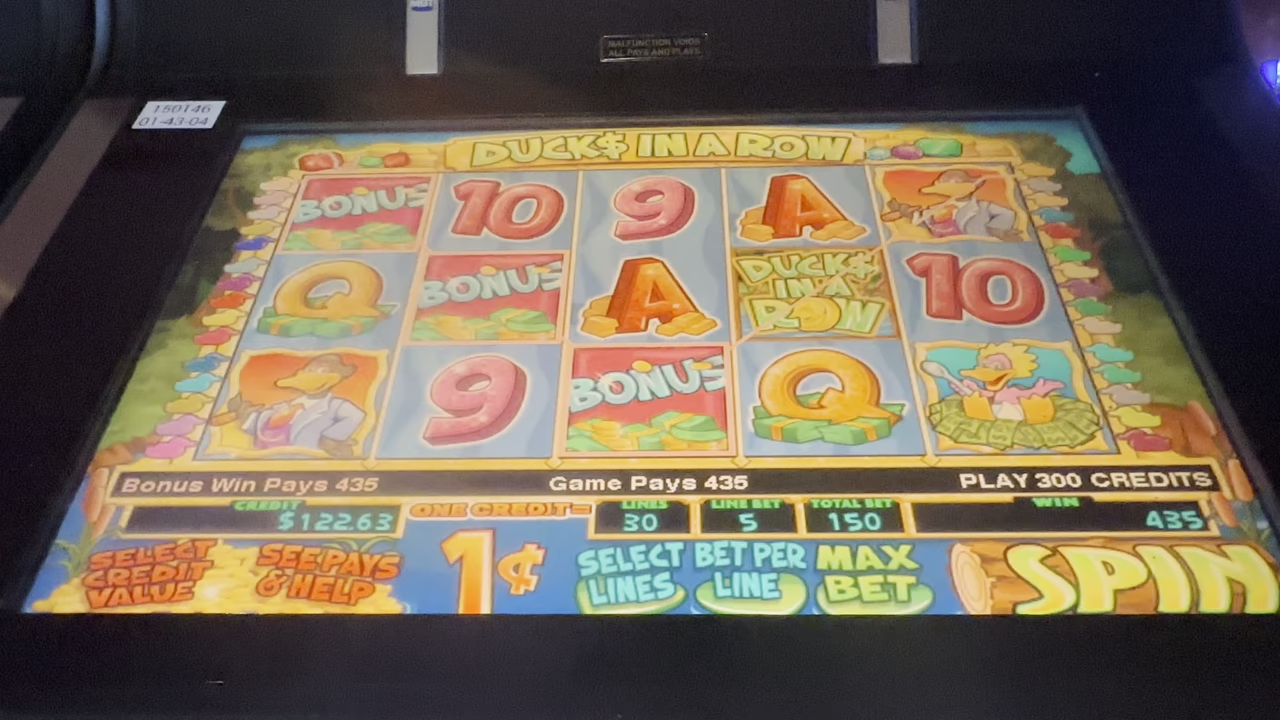 MALFUNCTION VOIDS
ALL PAYS AND PLAYS
150146
01-43-04
DUCK$ IN A ROW
BONUS 10 9 A
Q BONUS A DUCK$ IN A ROW 10
9 BONUS Q
Bonus Win Pays 435 Game Pays 435 PLAY 300 CREDITS
CREDIT ONE CREDIT= LINES LINE BET TOTAL BET WIN
$122.63 30 5 150 435
SELECT CREDIT VALUE
SEE PAYS & HELP
1¢
SELECT LINES
BET PER LINE
MAX BET
SPIN